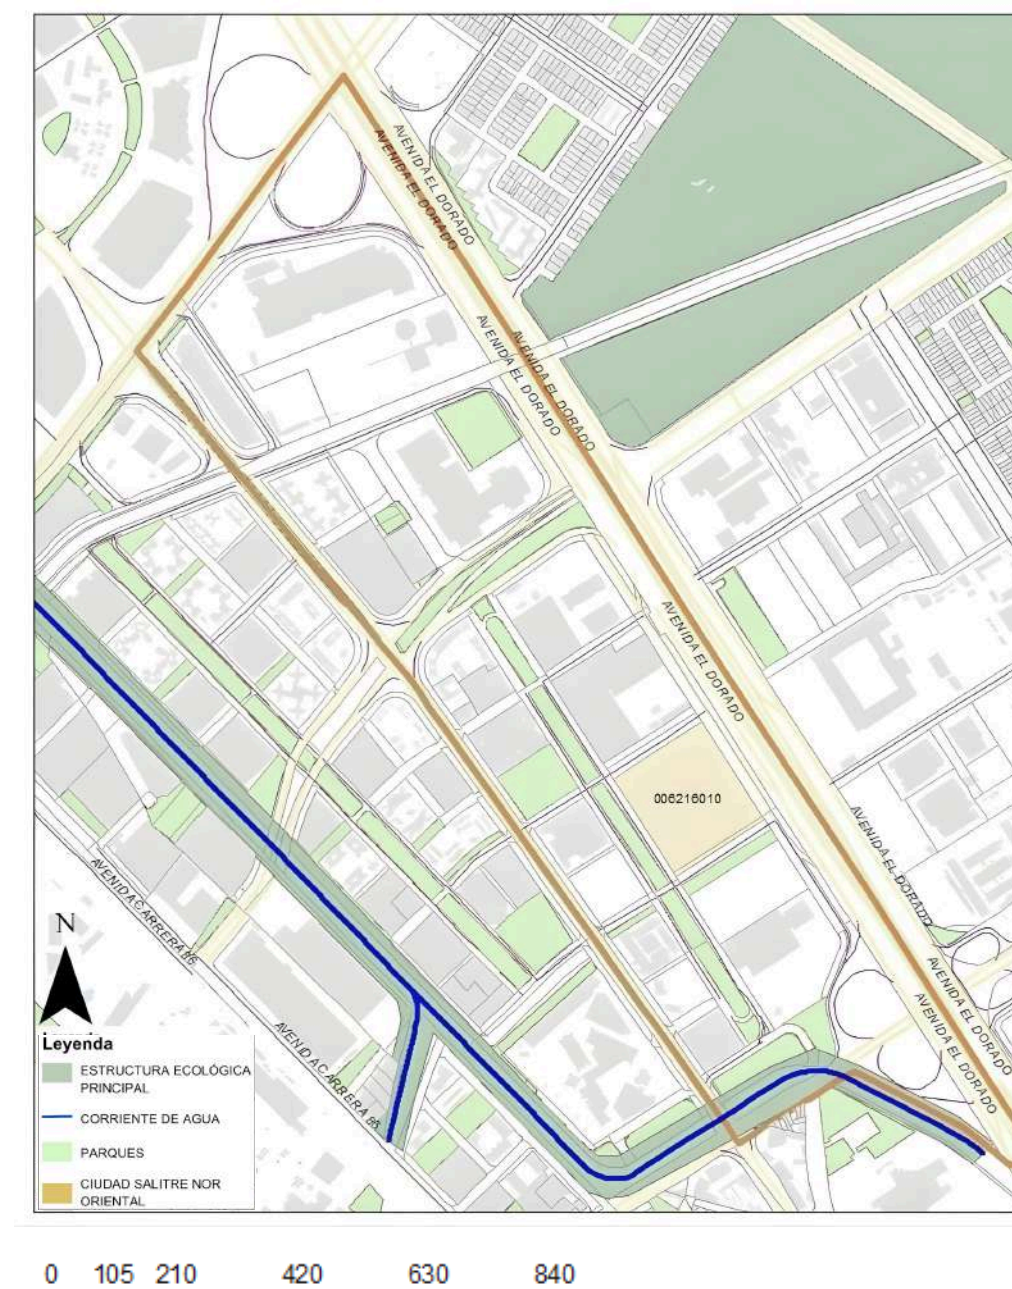 AVENIDA EL DORADO
AVENIDA EL DORADO
AVENIDA EL DORADO
AVENIDA EL DORADO
AVENIDA EL DORADO
006216010
AVENIDA EL DORADO
AVENIDA CARRERA 86
AVENIDA EL DORADO
AVENIDA EL DORADO
AVENIDA CARRERA 86
N
Leyenda
ESTRUCTURA ECOLÓGICA
PRINCIPAL
CORRIENTE DE AGUA
PARQUES
CIUDAD SALITRE NOR
ORIENTAL
0 105 210 420 630 840